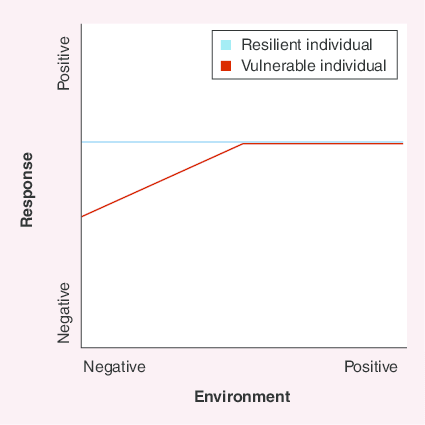 Resilient individual
Vulnerable individual
Positive
Response
Negative
Negative
Positive
Environment